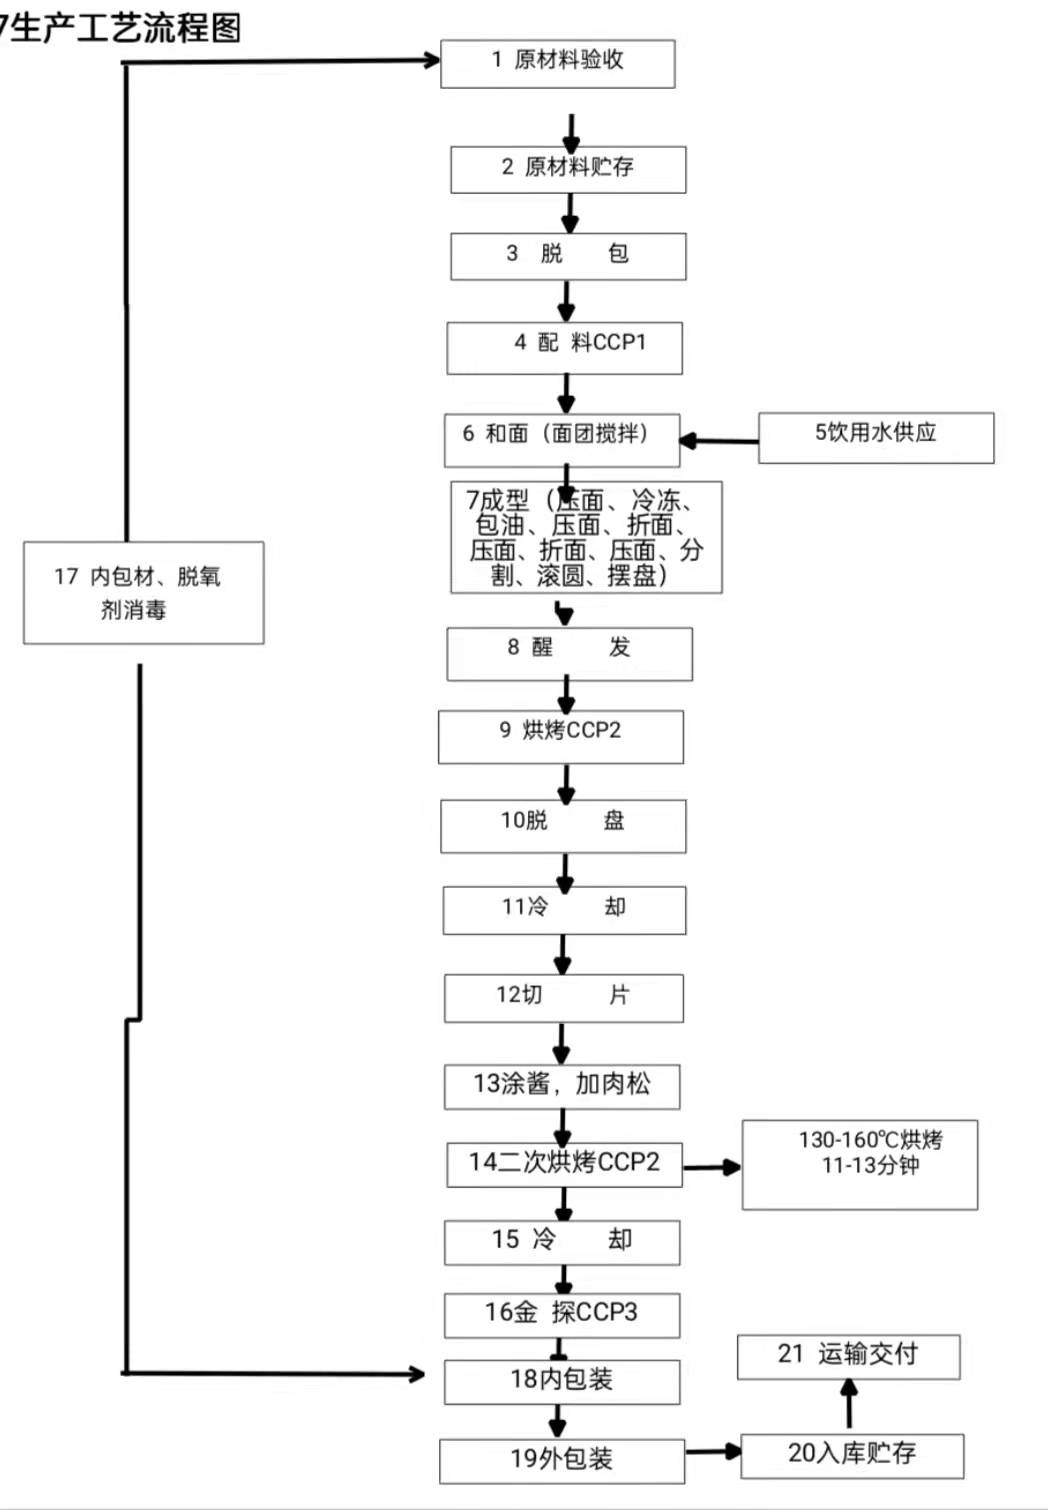 7生产工艺流程图
1 原材料验收
2 原材料贮存
3 脱 包
4 配 料CCP1
6 和面（面团搅拌）
5饮用水供应
7成型（压面、冷冻、
包油、压面、折面、
压面、折面、压面、分
割、滚圆、摆盘）
17 内包材、脱氧
剂消毒
8 醒 发
9 烘烤CCP2
10脱 盘
11冷 却
12切 片
13涂酱，加肉松
14二次烘烤CCP2
130-160℃烘烤
11-13分钟
15 冷 却
16金 探CCP3
18内包装
21 运输交付
19外包装
20入库贮存